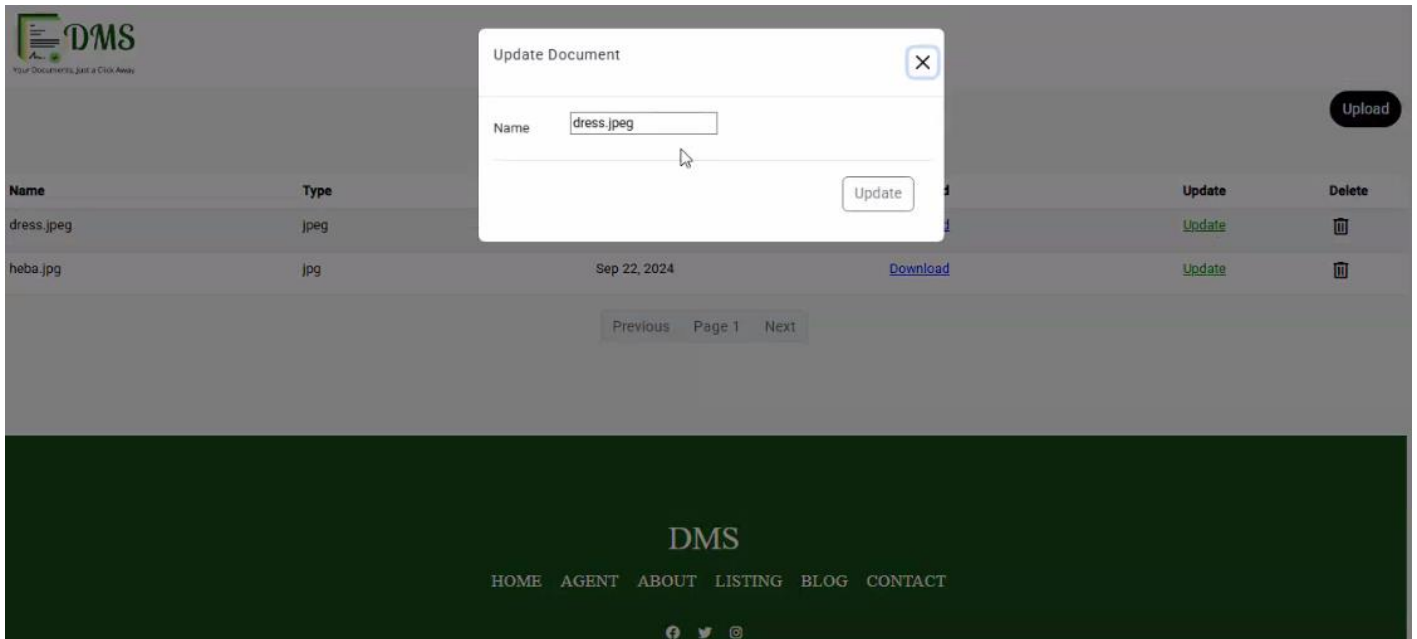 DMS
Your Documents, Just a Click Away
Update Document
Name dress.jpeg
Update
Upload
Name Type Update Delete
dress.jpeg jpeg Update
heba.jpg jpg Sep 22, 2024 Download Update
Previous Page 1 Next
DMS
HOME AGENT ABOUT LISTING BLOG CONTACT